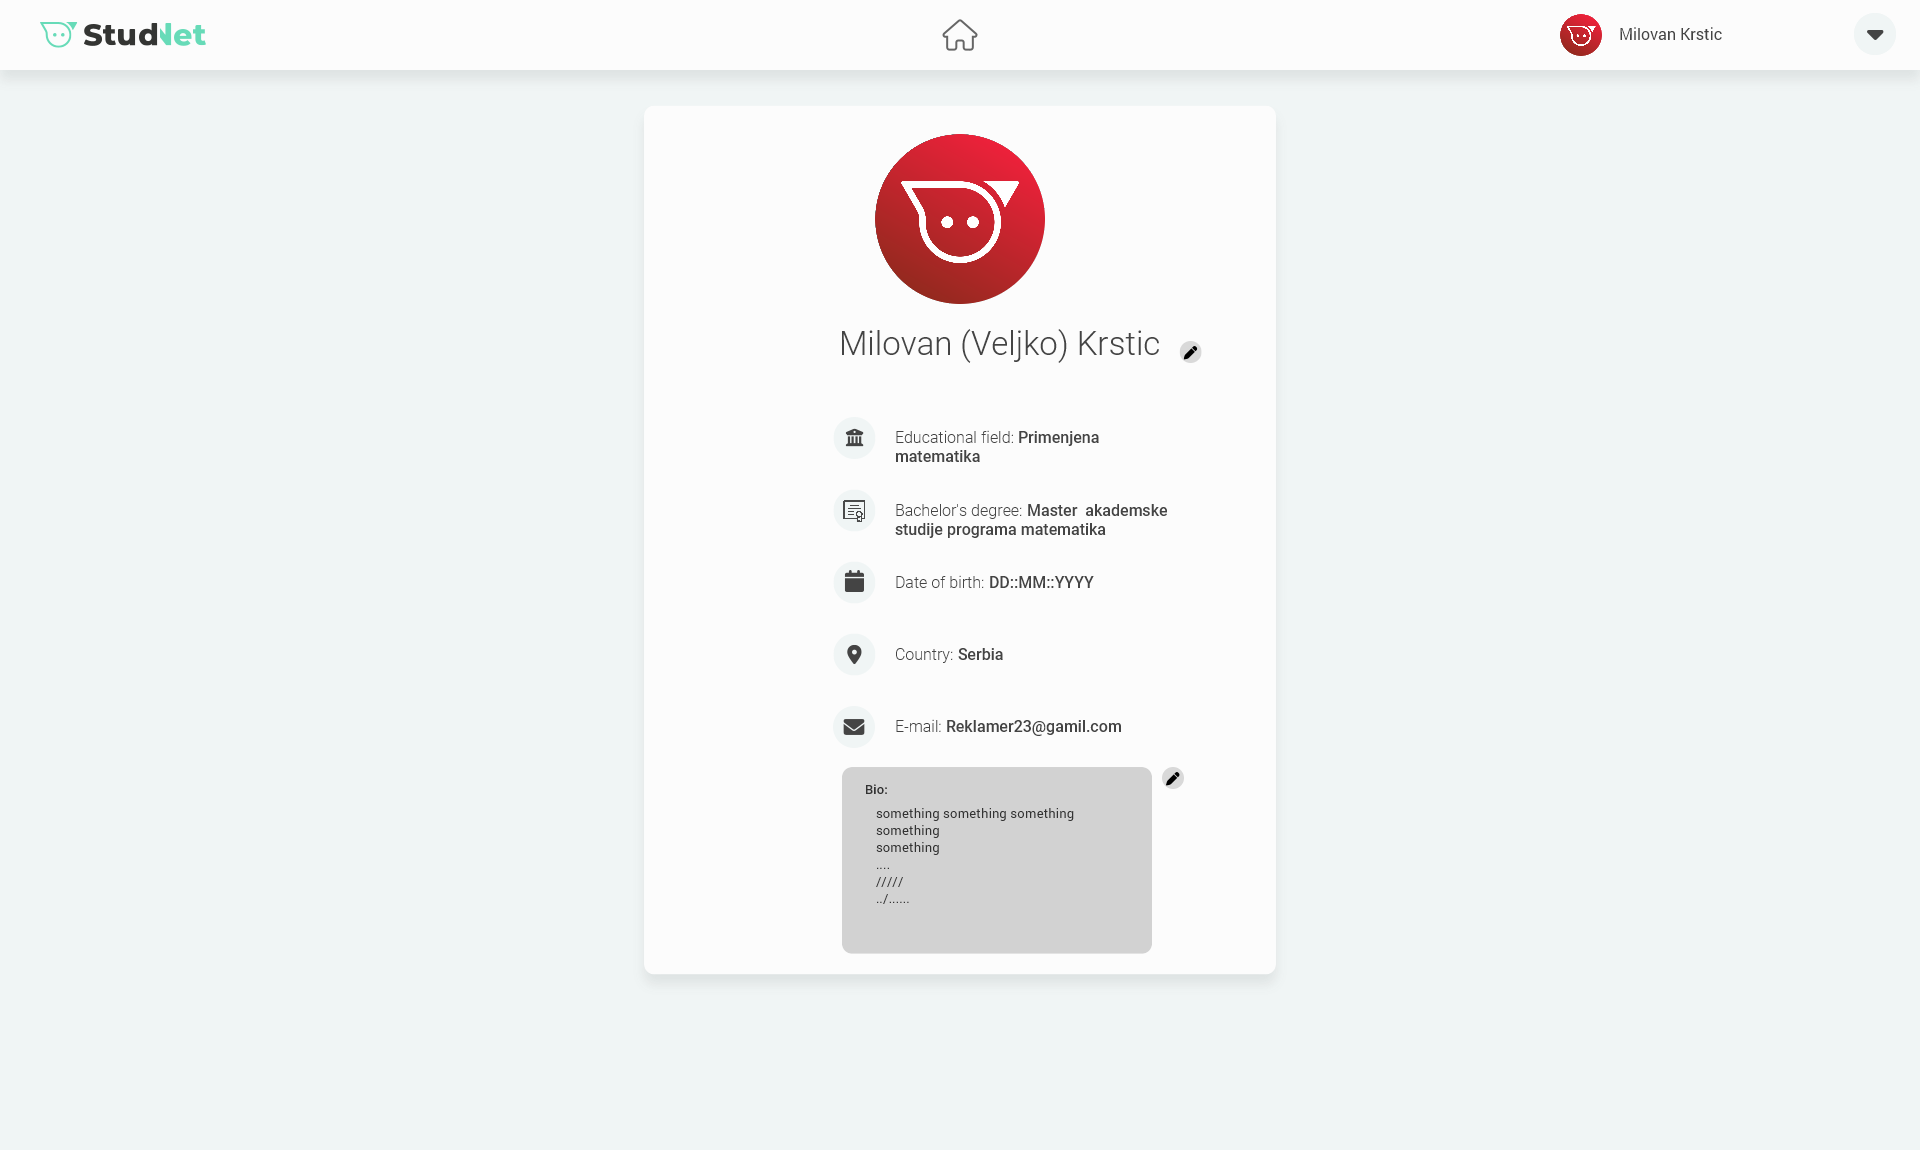 StudNet
Milovan Krstic
Milovan (Veljko) Krstic
Educational field: Primenjena
matematika
Bachelor's degree: Master  akademske
studije programa matematika
Date of birth: DD::MM::YYYY
Country: Serbia
E-mail: Reklamer23@gamil.com
Bio:
something something something
something
something
....
/////
../......